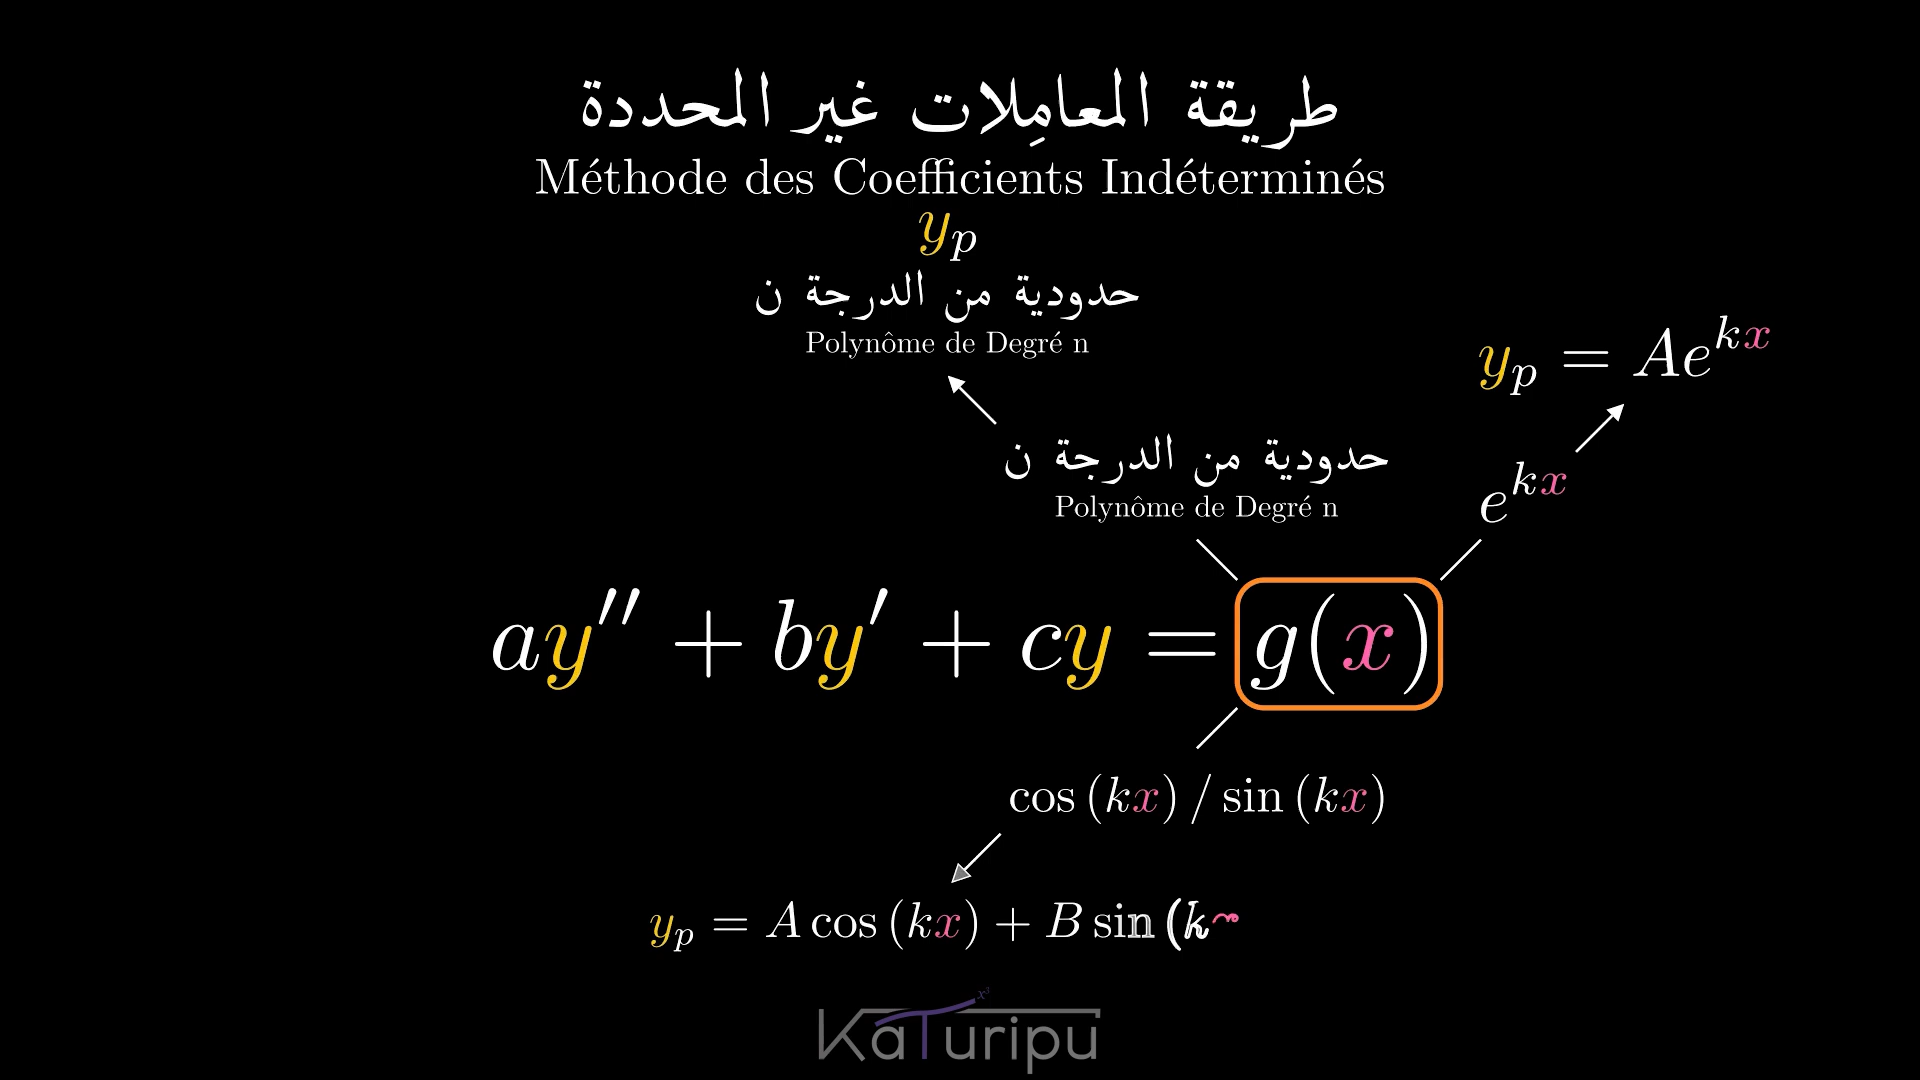 طريقة المعامِلات غير المحددة
Méthode des Coefficients Indéterminés
y_p
حدودية من الدرجة ن
Polynôme de Degré n
y_p = Ae^{kx}
حدودية من الدرجة ن
Polynôme de Degré n
e^{kx}
ay'' + by' + cy = g(x)
cos (kx) / sin (kx)
y_p = A cos (kx) + B sin (k
x³
KaTuripu